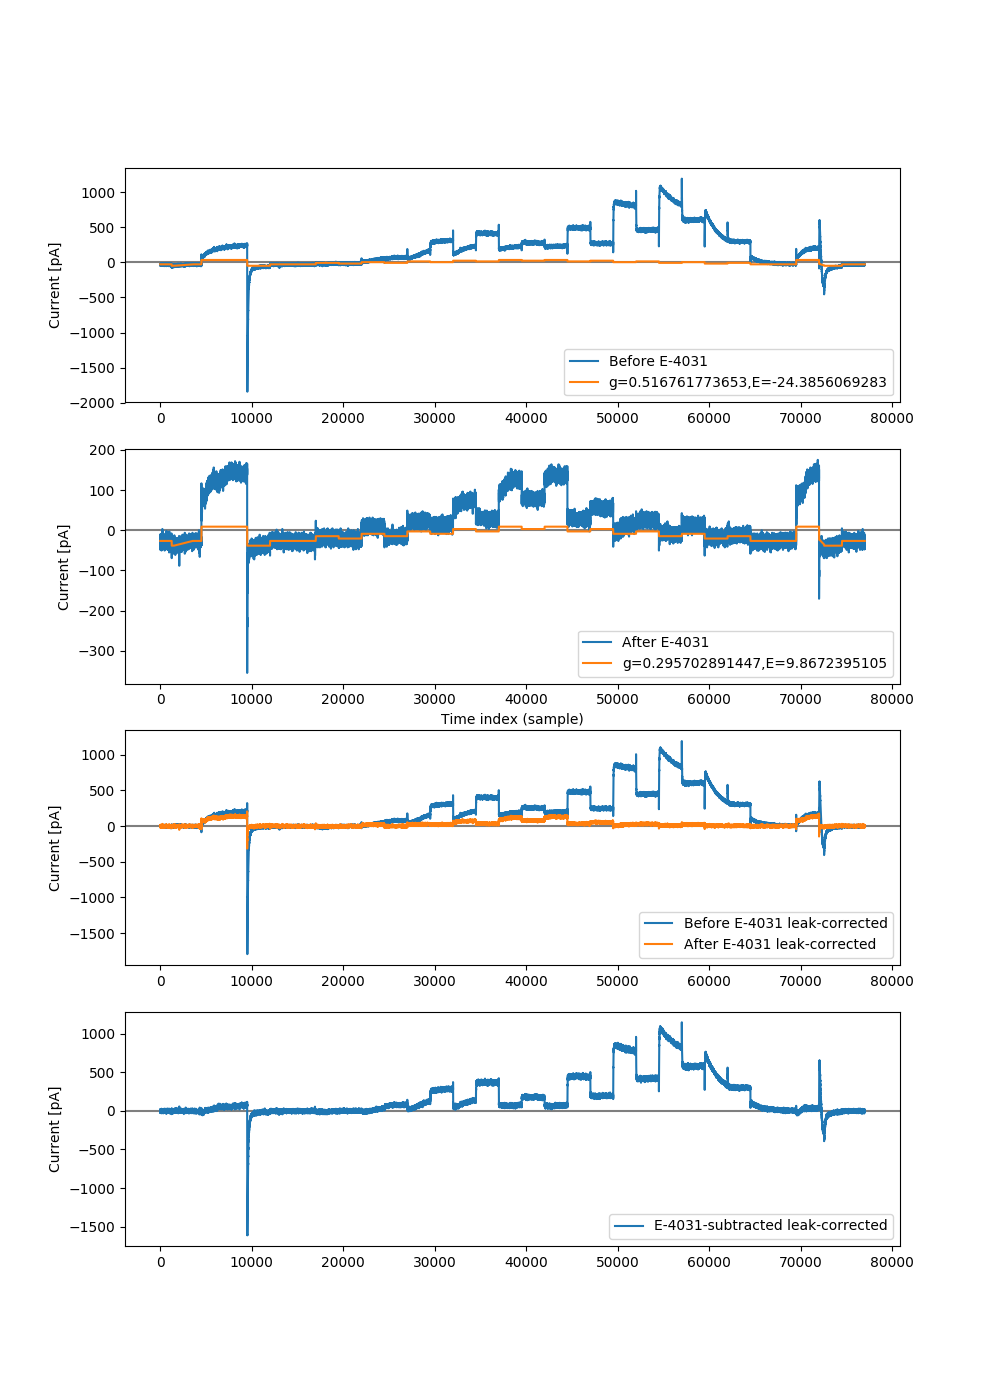 1000
500
0
−500
−1000
−1500
−2000
Current [pA]
Before E-4031
g=0.516761773653,E=-24.3856069283
0 10000 20000 30000 40000 50000 60000 70000 80000
200
100
0
−100
−200
−300
Current [pA]
After E-4031
g=0.295702891447,E=9.8672395105
0 10000 20000 30000 40000 50000 60000 70000 80000
Time index (sample)
1000
500
0
−500
−1000
−1500
Current [pA]
Before E-4031 leak-corrected
After E-4031 leak-corrected
0 10000 20000 30000 40000 50000 60000 70000 80000
1000
500
0
−500
−1000
−1500
Current [pA]
E-4031-subtracted leak-corrected
0 10000 20000 30000 40000 50000 60000 70000 80000